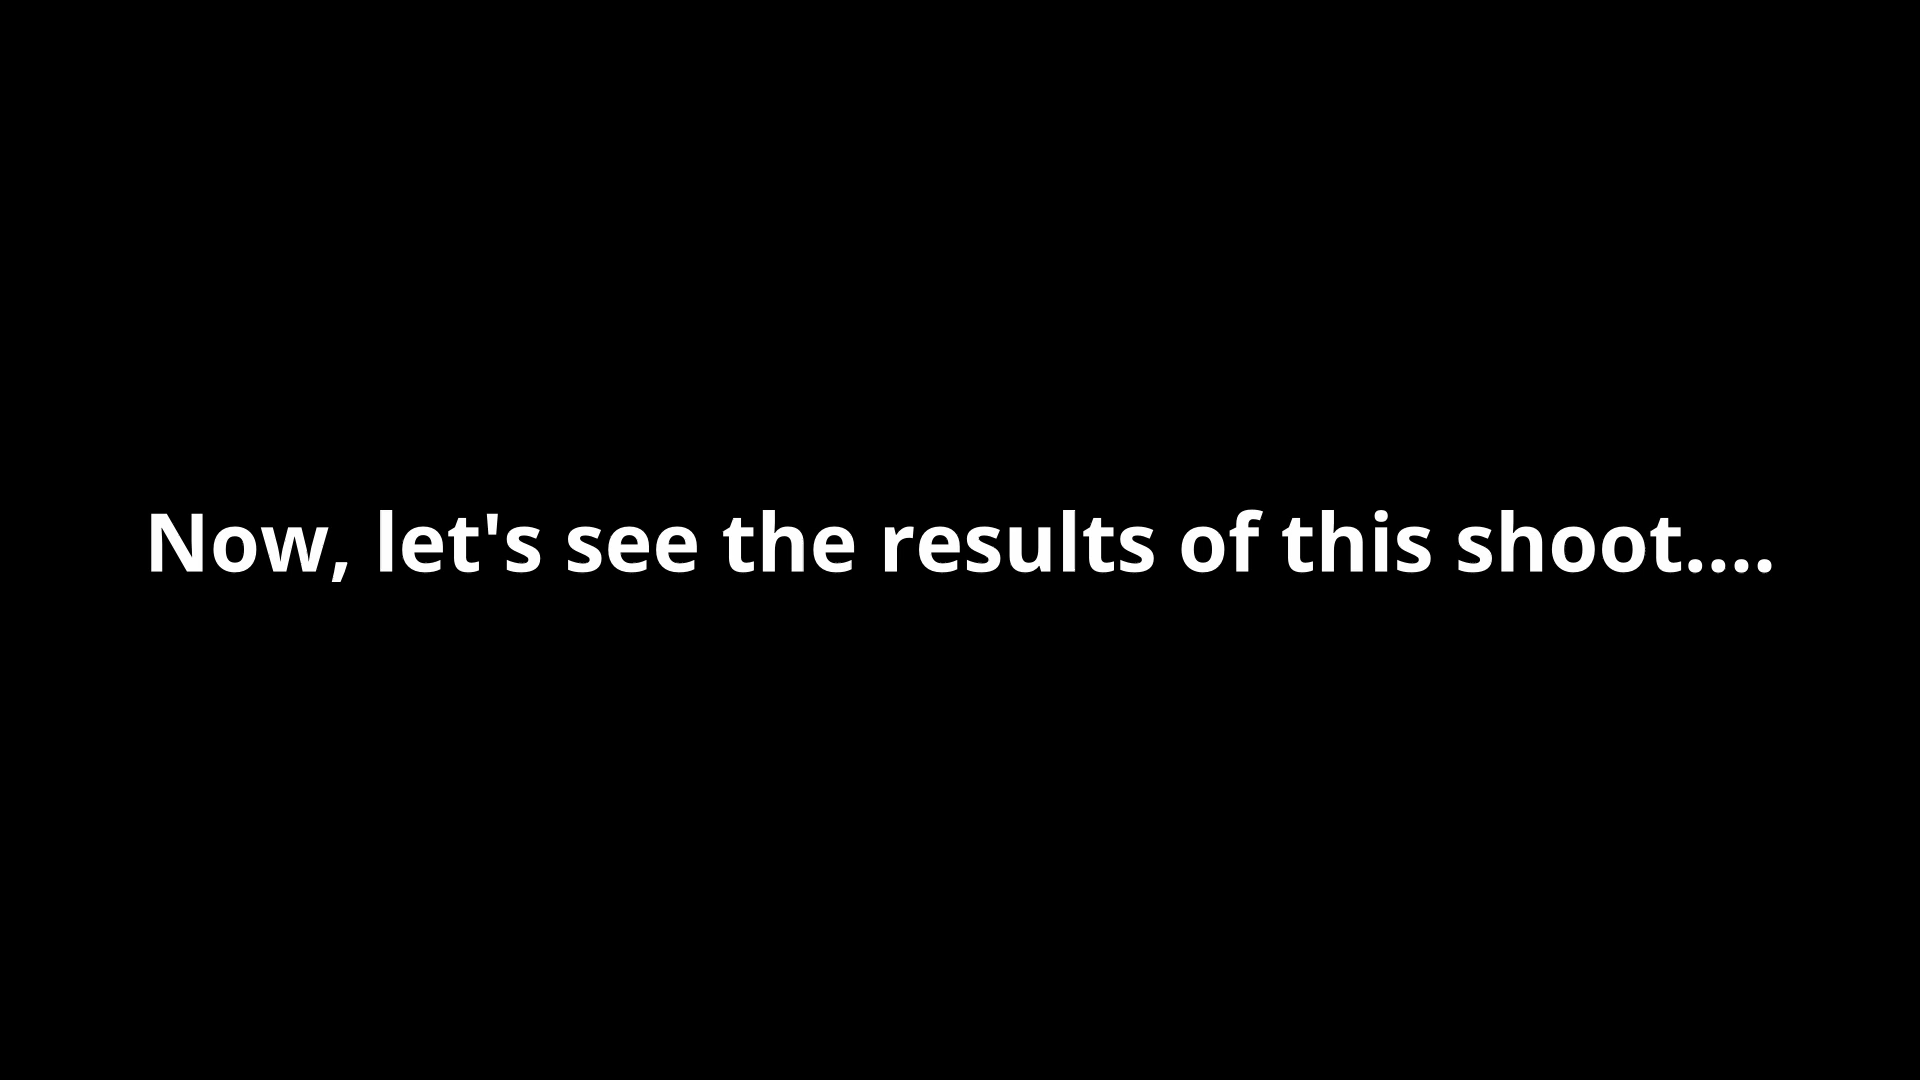 Now, let's see the results of this shoot....